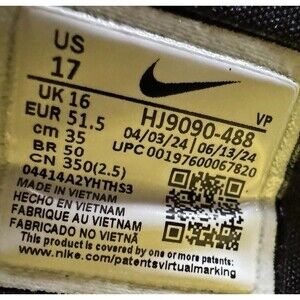 US
17
UK 16
EUR 51.5
cm 35
BR 50
CN 350(2.5)
04414A2YHTHS3
VP
HJ9090-488
04/03/24 06/13/24
UPC 00197600067820
MADE IN VIETNAM
HECHO EN VIETNAM
FABRIQUE AU VIETNAM
FABRICADO NO VIETNÃ
This shoe is covered by one or more patents:
www.nike.com/patentsvirtualmarking